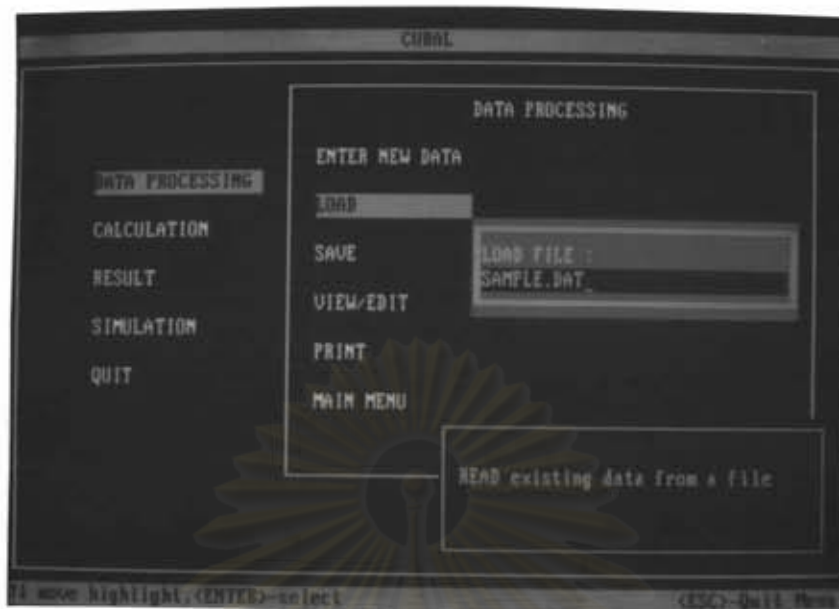 CUBAL
DATA PROCESSING
CALCULATION
RESULT
SIMULATION
QUIT
DATA PROCESSING
ENTER NEW DATA
LOAD
SAVE
VIEW/EDIT
PRINT
MAIN MENU
LOAD FILE :
SAMPLE.DAT_
READ existing data from a file
move highlight,<ENTER>-select
<ESC>-Quit Menu